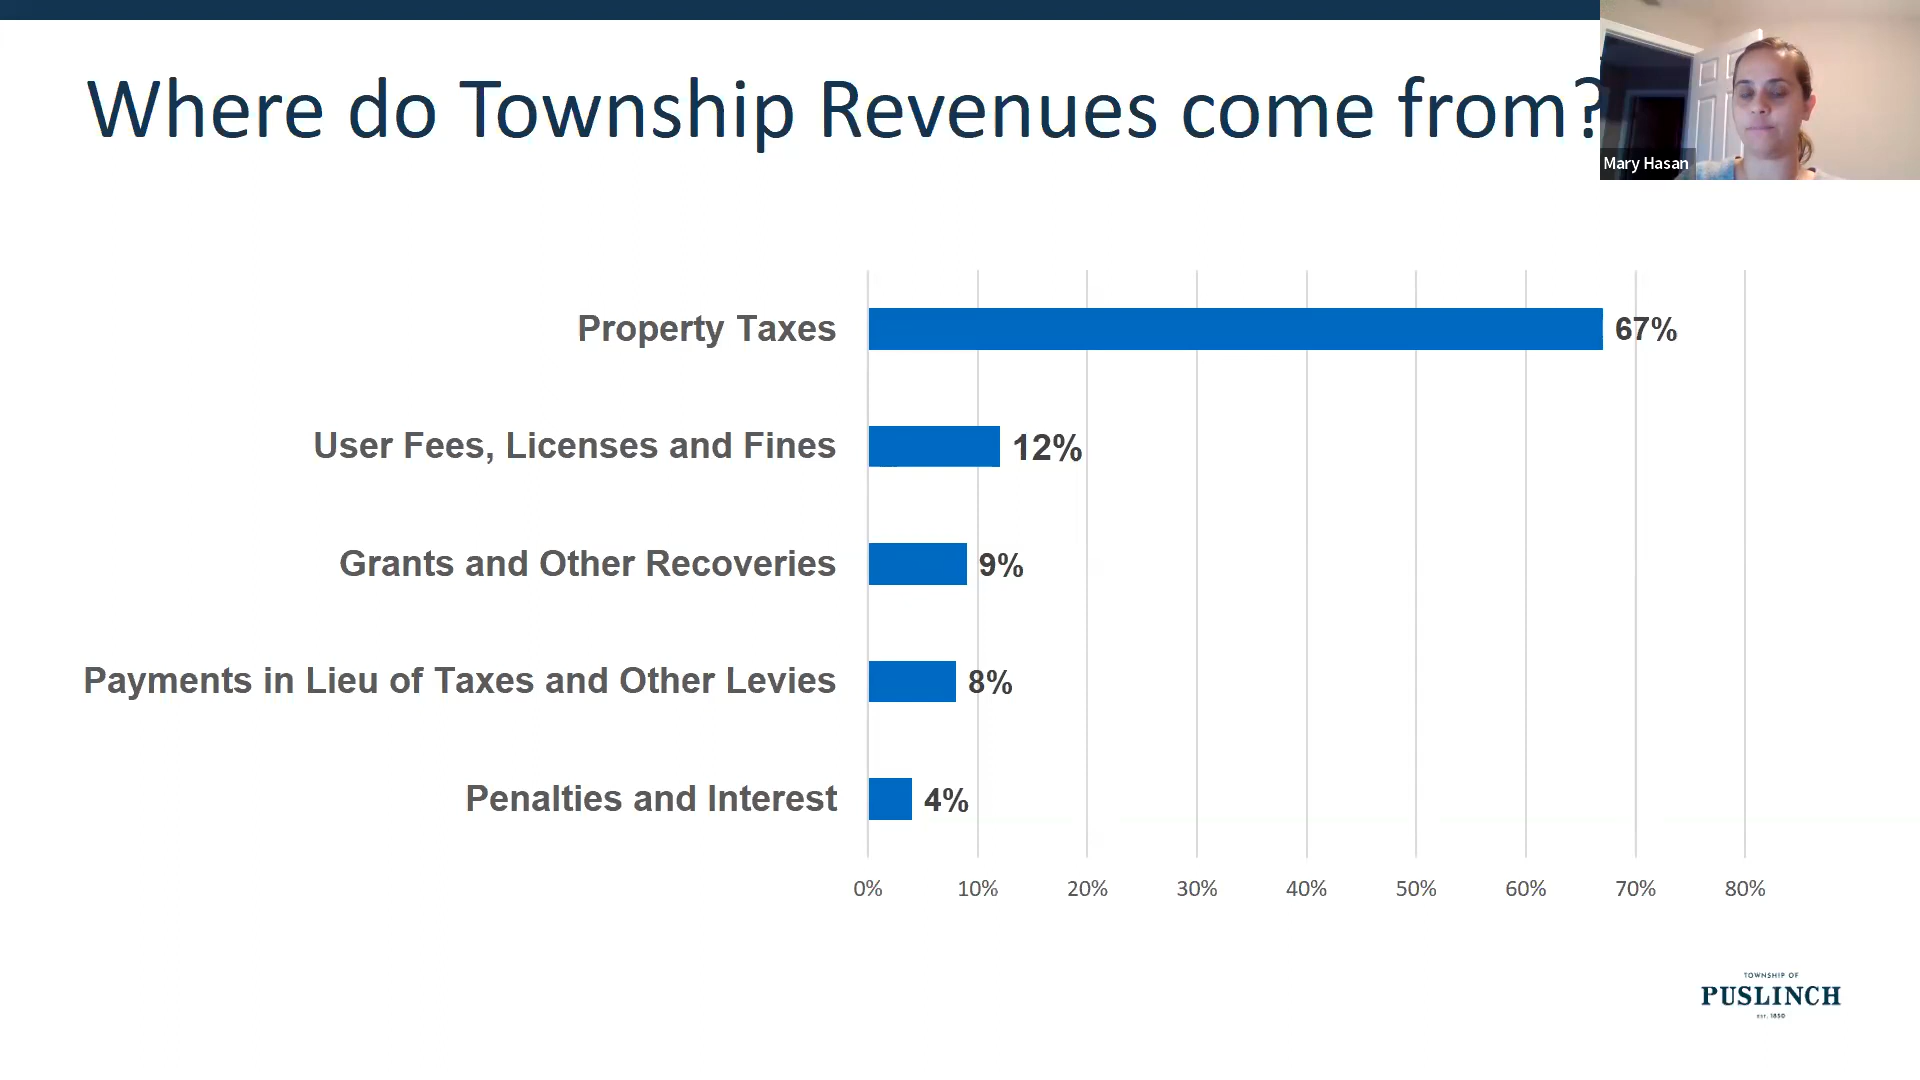 Where do Township Revenues come from?
Mary Hasan
Property Taxes
67%
User Fees, Licenses and Fines
12%
Grants and Other Recoveries
9%
Payments in Lieu of Taxes and Other Levies
8%
Penalties and Interest
4%
0% 10% 20% 30% 40% 50% 60% 70% 80%
TOWNSHIP OF
PUSLINCH
EST. 1850